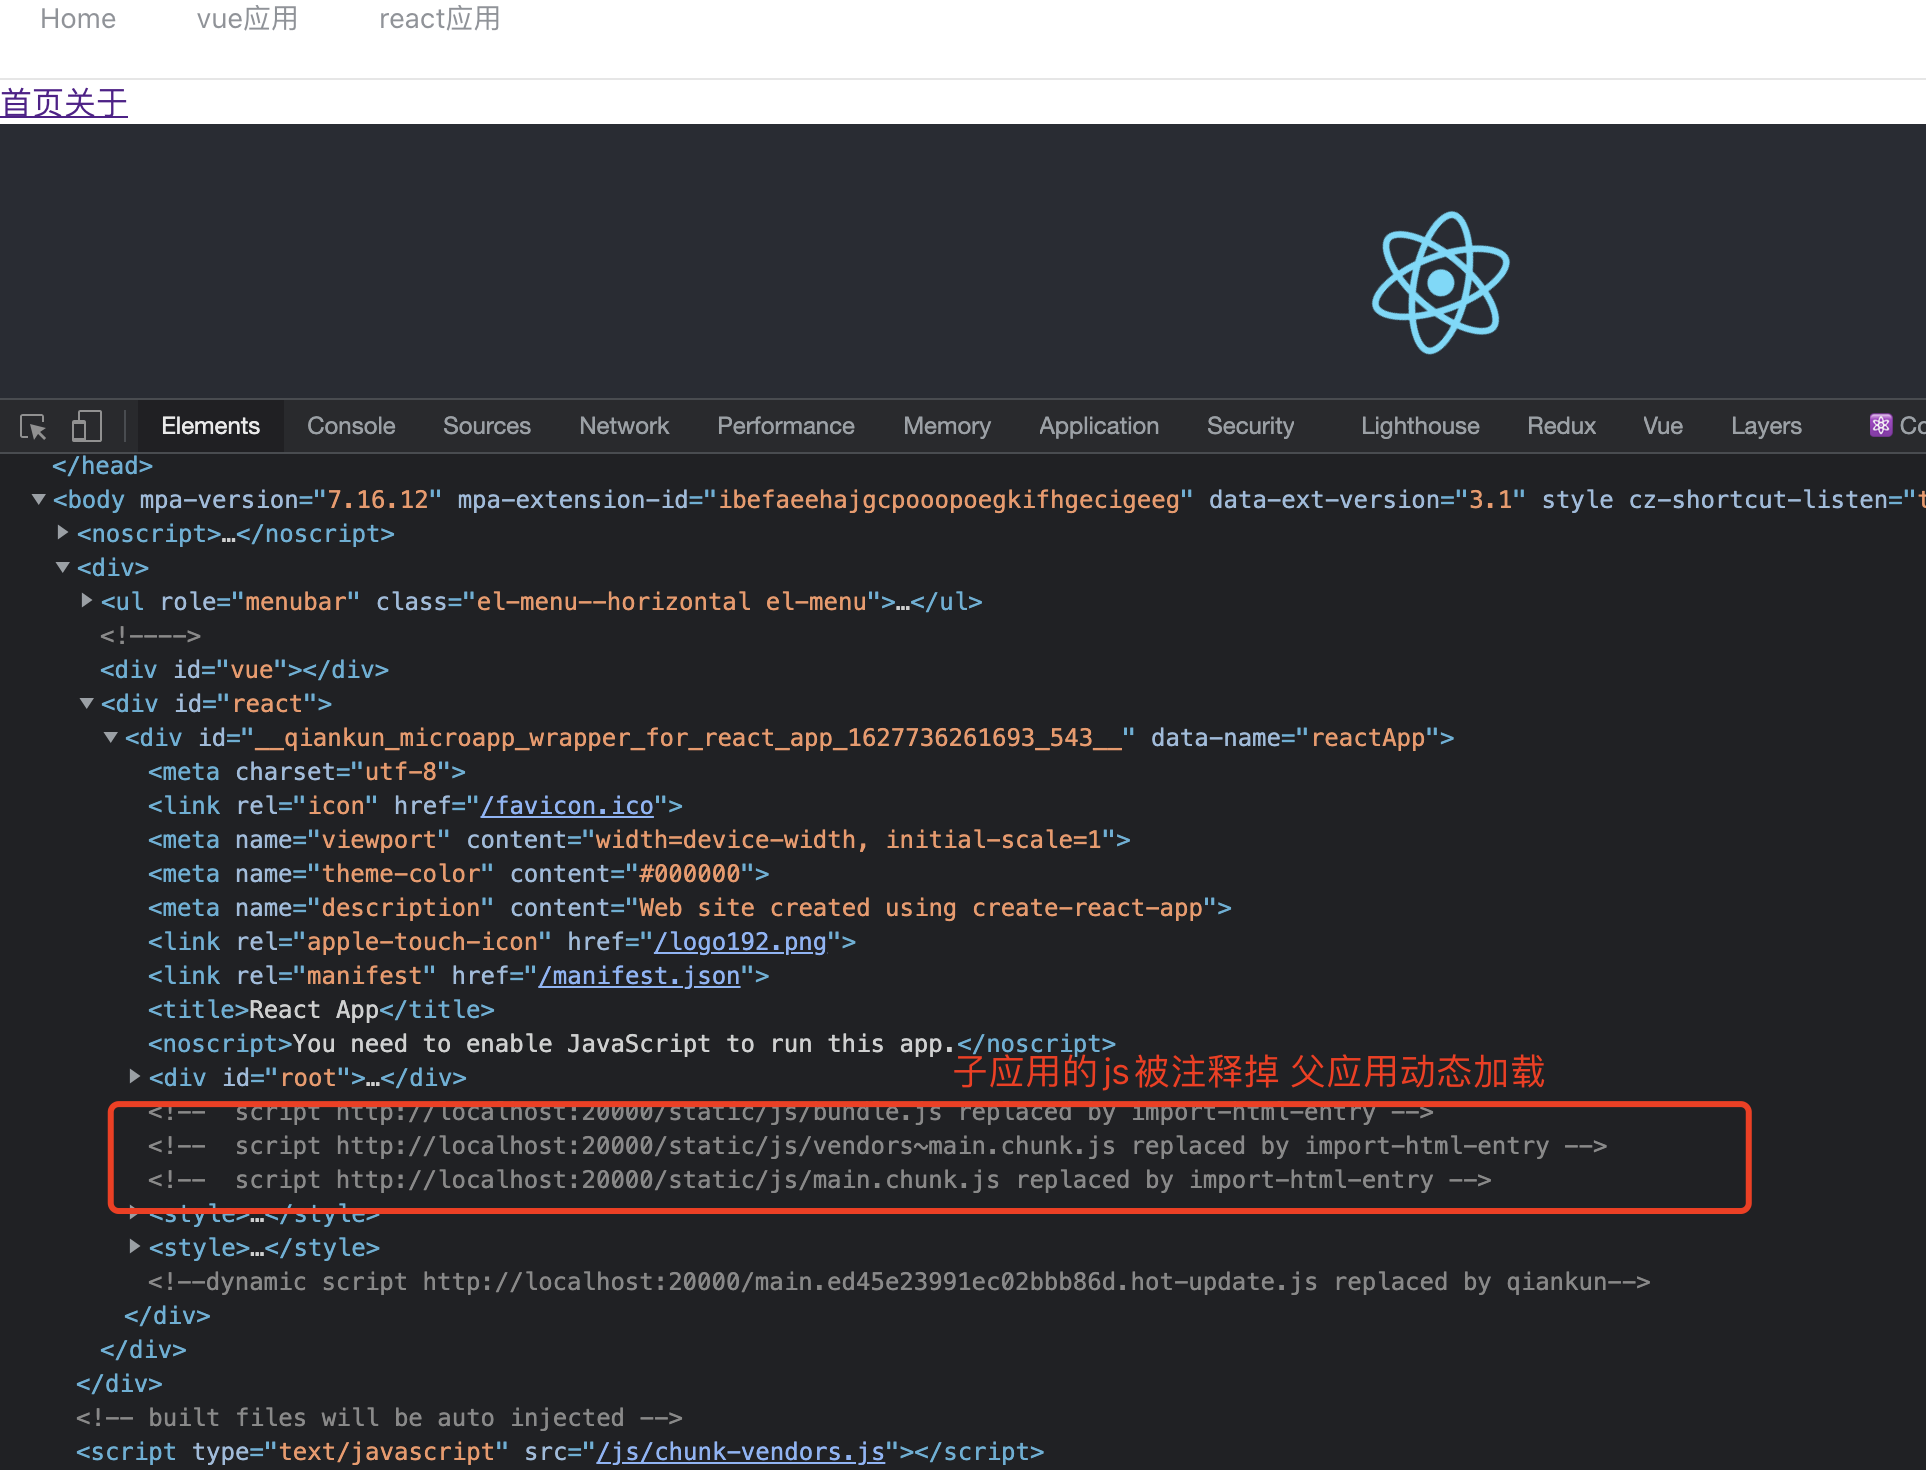 Home vue应用 react应用
首页关于
Elements Console Sources Network Performance Memory Application Security Lighthouse Redux Vue Layers Co
</head>
<body mpa-version="7.16.12" mpa-extension-id="ibefaeehajgcpooopoegkifhgecigeeg" data-ext-version="3.1" style cz-shortcut-listen="t
<noscript>…</noscript>
<div>
<ul role="menubar" class="el-menu--horizontal el-menu">…</ul>
<!---->
<div id="vue"></div>
<div id="react">
<div id="__qiankun_microapp_wrapper_for_react_app_1627736261693_543__" data-name="reactApp">
<meta charset="utf-8">
<link rel="icon" href="/favicon.ico">
<meta name="viewport" content="width=device-width, initial-scale=1">
<meta name="theme-color" content="#000000">
<meta name="description" content="Web site created using create-react-app">
<link rel="apple-touch-icon" href="/logo192.png">
<link rel="manifest" href="/manifest.json">
<title>React App</title>
<noscript>You need to enable JavaScript to run this app.</noscript>
子应用的js被注释掉 父应用动态加载
<div id="root">…</div>
<!--  script http://localhost:20000/static/js/bundle.js replaced by import-html-entry -->
<!--  script http://localhost:20000/static/js/vendors~main.chunk.js replaced by import-html-entry -->
<!--  script http://localhost:20000/static/js/main.chunk.js replaced by import-html-entry -->
<style>…</style>
<style>…</style>
<!--dynamic script http://localhost:20000/main.ed45e23991ec02bbb86d.hot-update.js replaced by qiankun-->
</div>
</div>
</div>
<!-- built files will be auto injected -->
<script type="text/javascript" src="/js/chunk-vendors.js"></script>